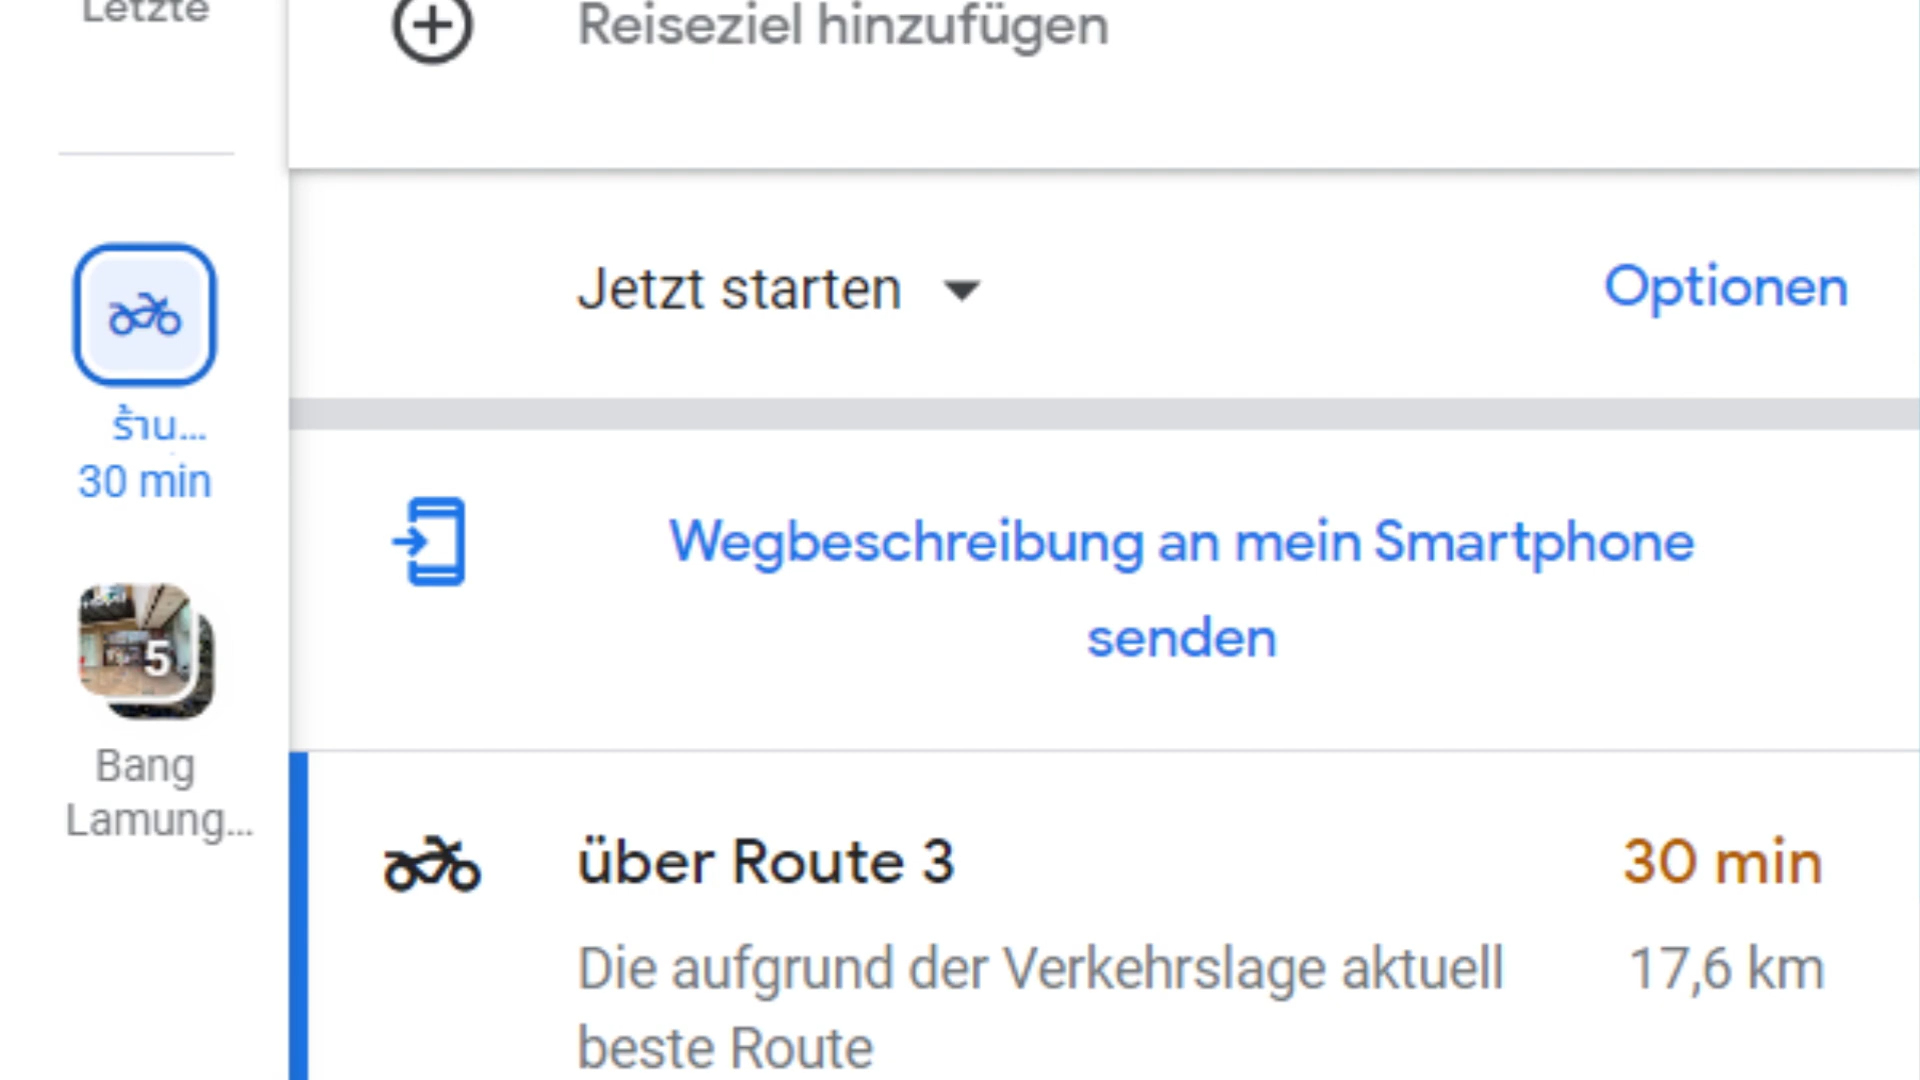 Letzte
ร้าน...
30 min
5
Bang
Lamung...
Reiseziel hinzufügen
Jetzt starten
Optionen
Wegbeschreibung an mein Smartphone
senden
über Route 3
30 min
Die aufgrund der Verkehrslage aktuell
17,6 km
beste Route